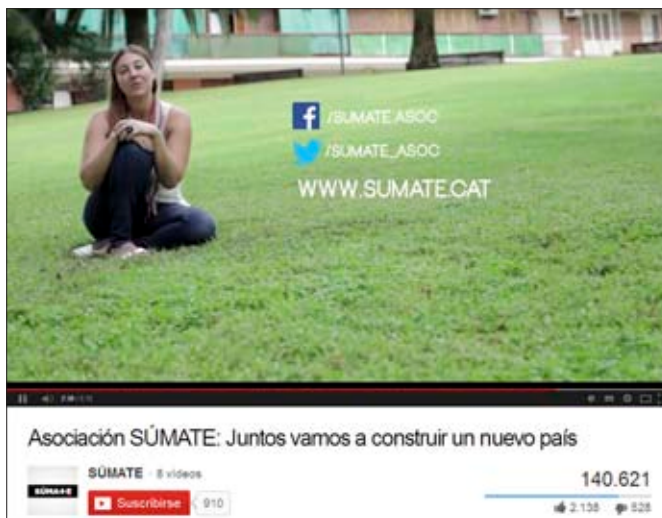 /SUMATE.ASOC
/SUMATE_ASOC
WWW.SUMATE.CAT
Asociación SÚMATE: Juntos vamos a construir un nuevo país
SÚMATE
SÚMATE · 8 vídeos
Suscribirse 910
140.621
2.138 528